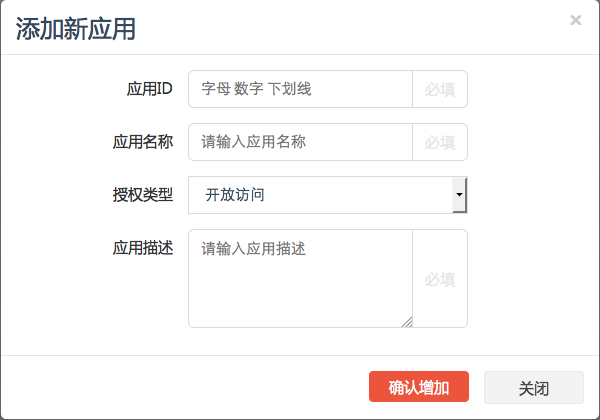 添加新应用 ×
应用ID 字母 数字 下划线 必填
应用名称 请输入应用名称 必填
授权类型 开放访问
应用描述 请输入应用描述 必填
确认增加 关闭